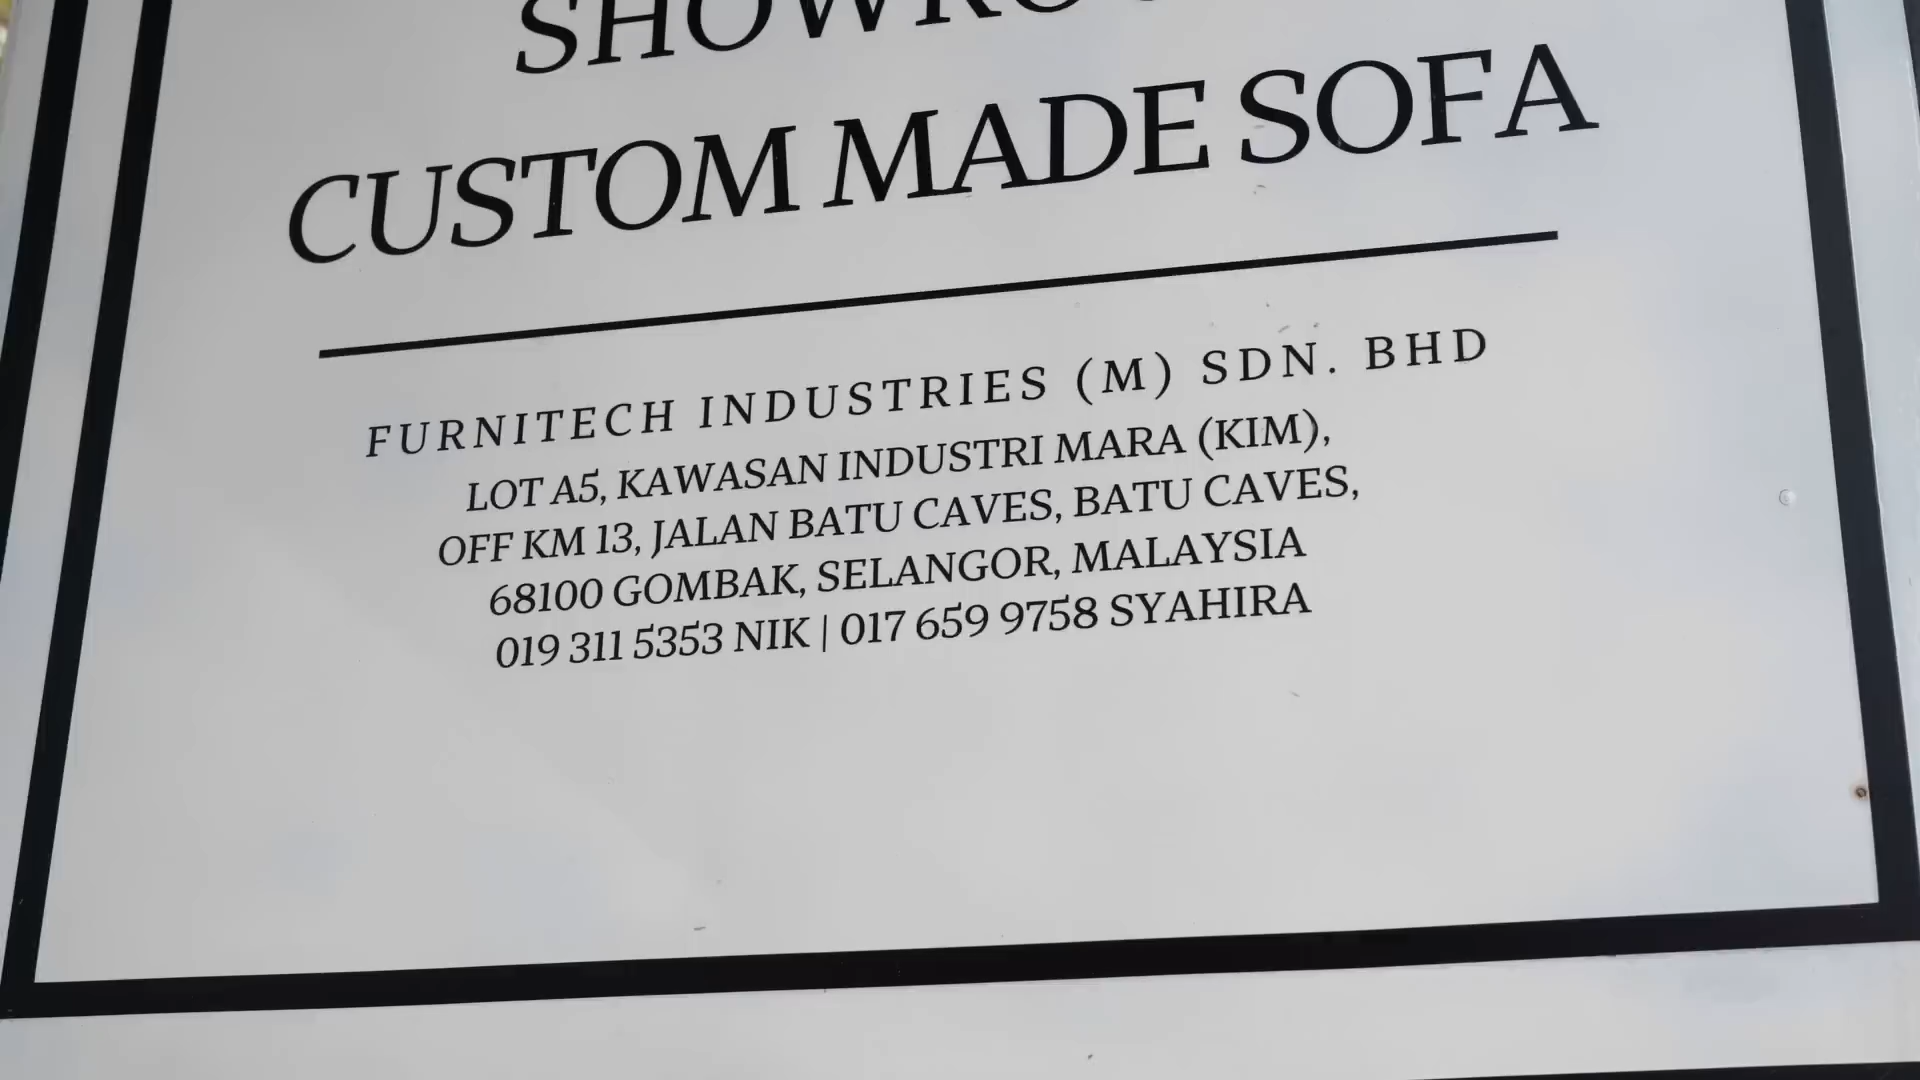 CUSTOM MADE SOFA
FURNITECH INDUSTRIES (M) SDN. BHD
LOT A5, KAWASAN INDUSTRI MARA (KIM),
OFF KM 13, JALAN BATU CAVES, BATU CAVES,
68100 GOMBAK, SELANGOR, MALAYSIA
019 311 5353 NIK | 017 659 9758 SYAHIRA